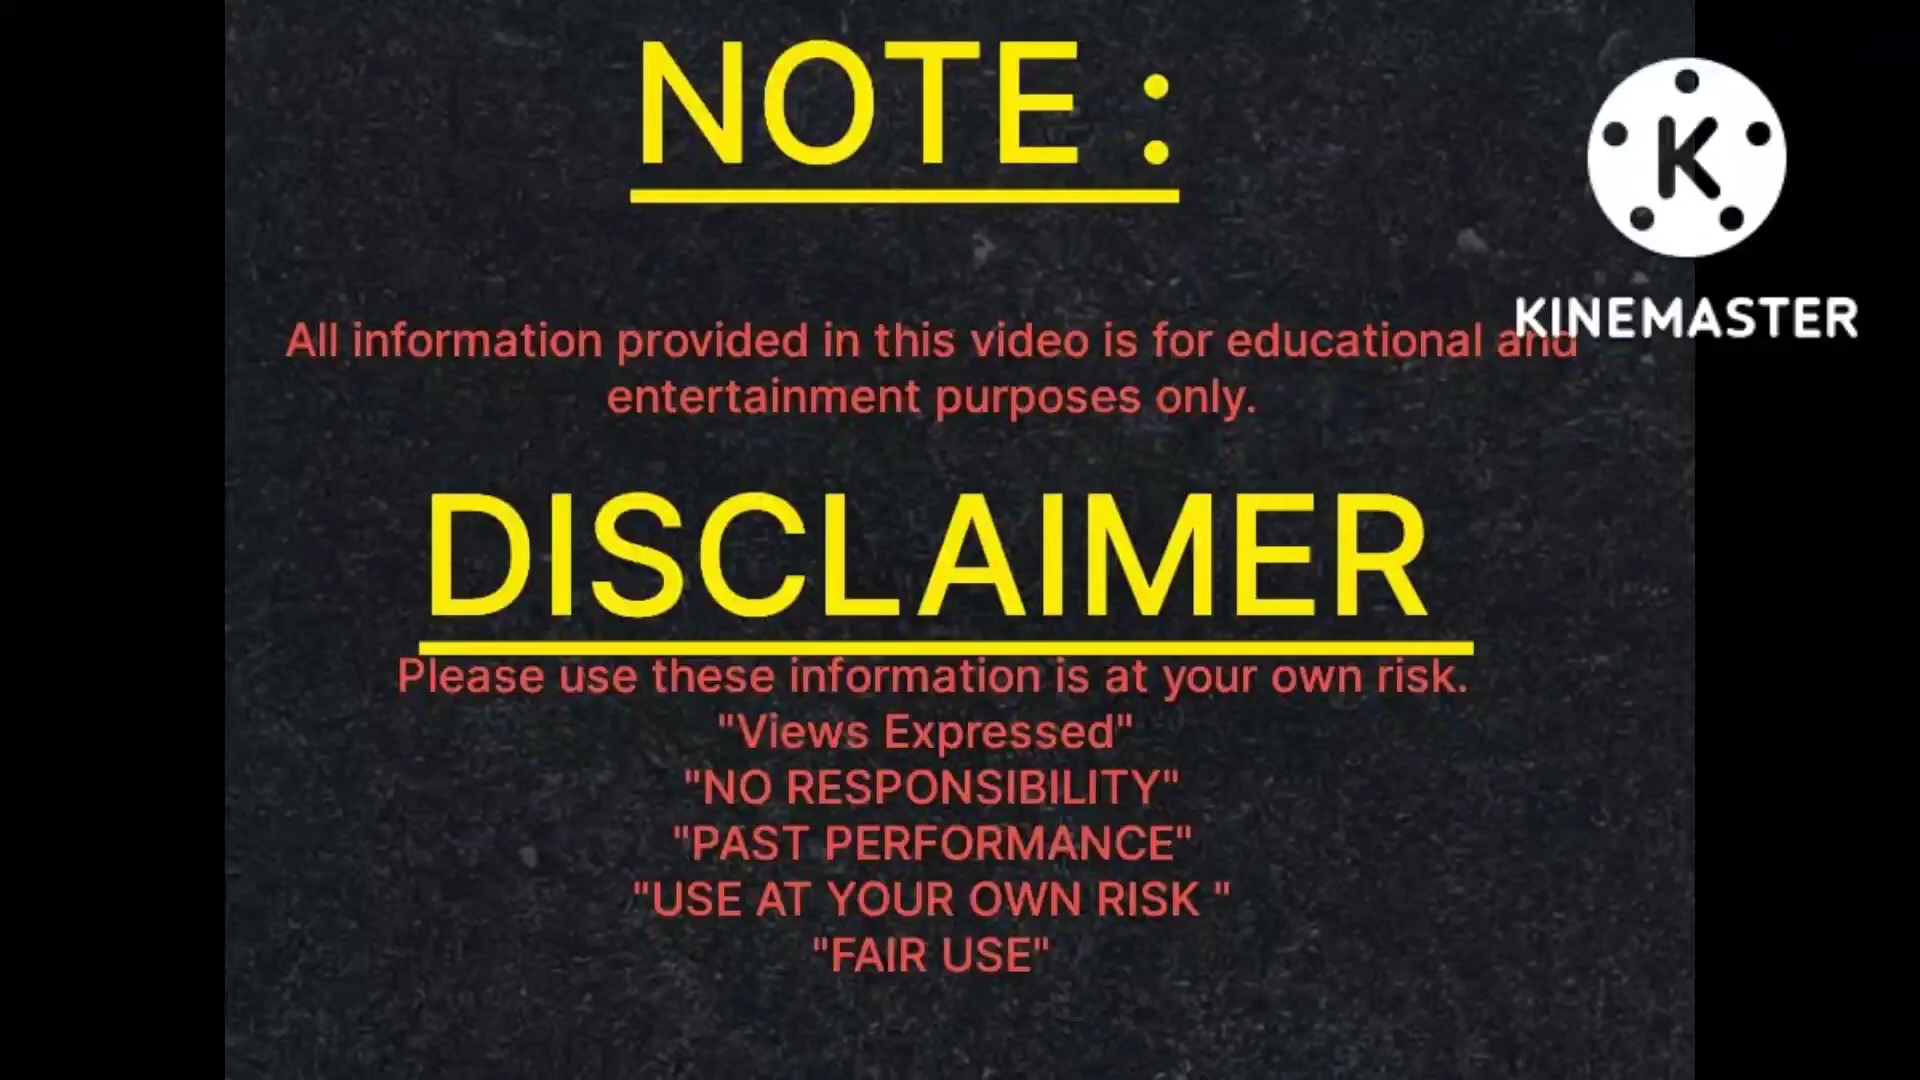 NOTE :
K
KINEMASTER
All information provided in this video is for educational and
entertainment purposes only.
DISCLAIMER
Please use these information is at your own risk.
"Views Expressed"
"NO RESPONSIBILITY"
"PAST PERFORMANCE"
"USE AT YOUR OWN RISK "
"FAIR USE"